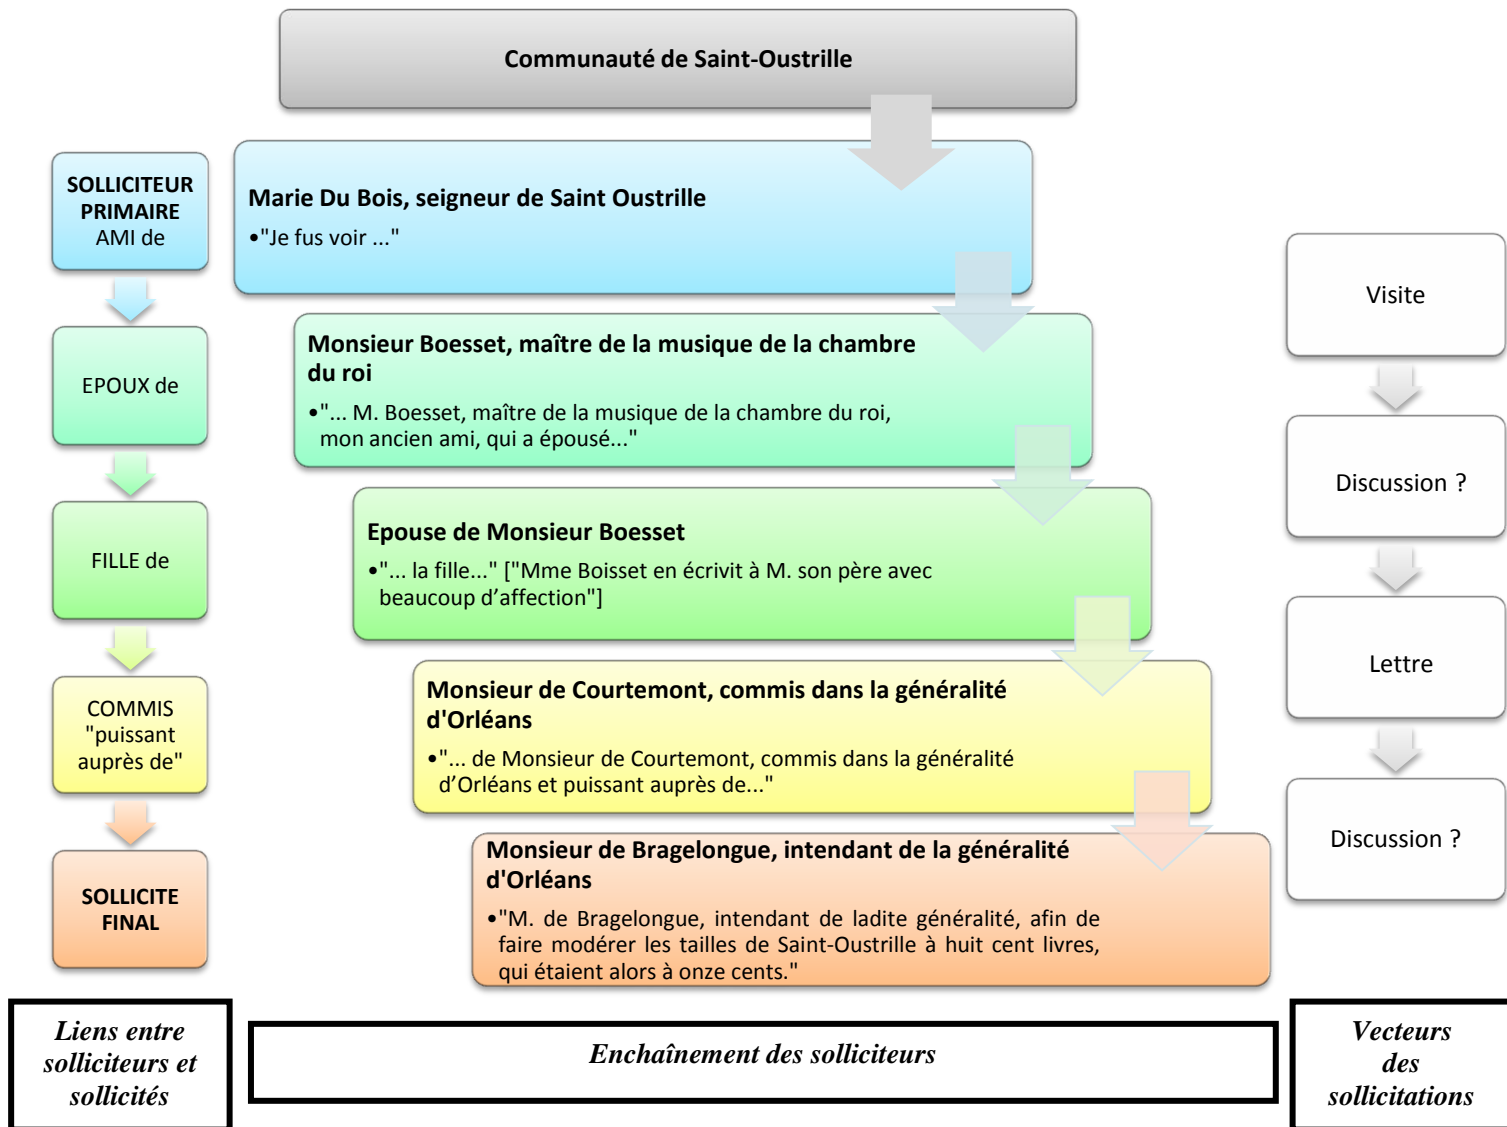 Communauté de Saint-Oustrille
SOLLICITEUR
PRIMAIRE
AMI de
EPOUX de
FILLE de
COMMIS
"puissant
auprès de"
SOLLICITE
FINAL
Marie Du Bois, seigneur de Saint Oustrille
•"Je fus voir ..."
Monsieur Boesset, maître de la musique de la chambre
du roi
•"... M. Boesset, maître de la musique de la chambre du roi,
mon ancien ami, qui a épousé..."
Epouse de Monsieur Boesset
•"... la fille..." ["Mme Boisset en écrivit à M. son père avec
beaucoup d’affection"]
Monsieur de Courtemont, commis dans la généralité
d'Orléans
•"... de Monsieur de Courtemont, commis dans la généralité
d’Orléans et puissant auprès de..."
Monsieur de Bragelongue, intendant de la généralité
d'Orléans
•"M. de Bragelongue, intendant de ladite généralité, afin de
faire modérer les tailles de Saint-Oustrille à huit cent livres,
qui étaient alors à onze cents."
Visite
Discussion ?
Lettre
Discussion ?
Liens entre
solliciteurs et
sollicités
Enchaînement des solliciteurs
Vecteurs
des
sollicitations